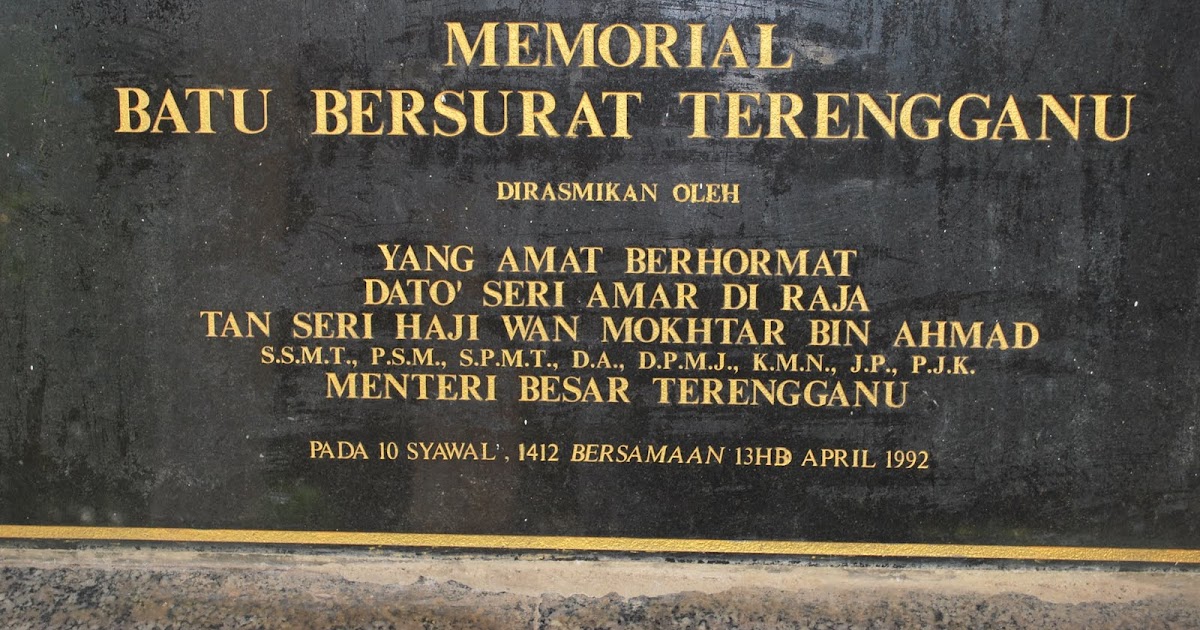 MEMORIAL
BATU BERSURAT TERENGGANU
DIRASMIKAN OLEH
YANG AMAT BERHORMAT
DATO' SERI AMAR DI RAJA
TAN SERI HAJI WAN MOKHTAR BIN AHMAD
S.S.M.T., P.S.M., S.P.M.T., D.A., D.P.M.J., K.M.N., J.P., P.J.K.
MENTERI BESAR TERENGGANU
PADA 10 SYAWAL', 1412 BERSAMAAN 13HB APRIL 1992